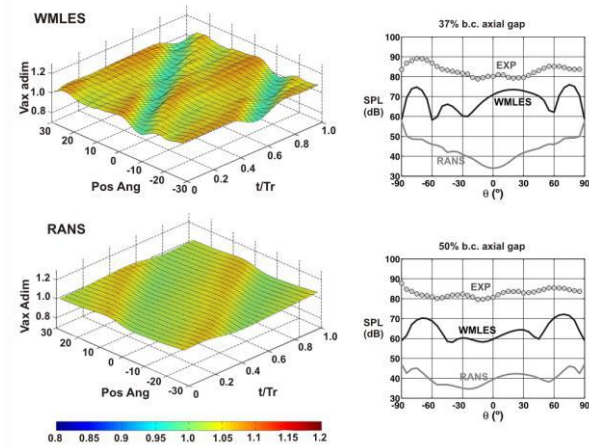 WMLES
Vax adim
1.2
1.0
0.8
30
20
10
0
-10
-20
-30
Pos Ang
0
0.2
0.4
0.6
0.8
1.0
t/Tr
RANS
Vax Adim
1.2
1.0
0.8
30
20
10
0
-10
-20
-30
Pos Ang
0
0.2
0.4
0.6
0.8
1.0
t/Tr
0.8 0.85 0.9 0.95 1 1.05 1.1 1.15 1.2
37% b.c. axial gap
SPL
(dB)
100
90
80
70
60
50
40
30
EXP
WMLES
RANS
-90 -60 -30 0 30 60 90
θ (º)
50% b.c. axial gap
SPL
(dB)
100
90
80
70
60
50
40
30
EXP
WMLES
RANS
-90 -60 -30 0 30 60 90
θ (º)